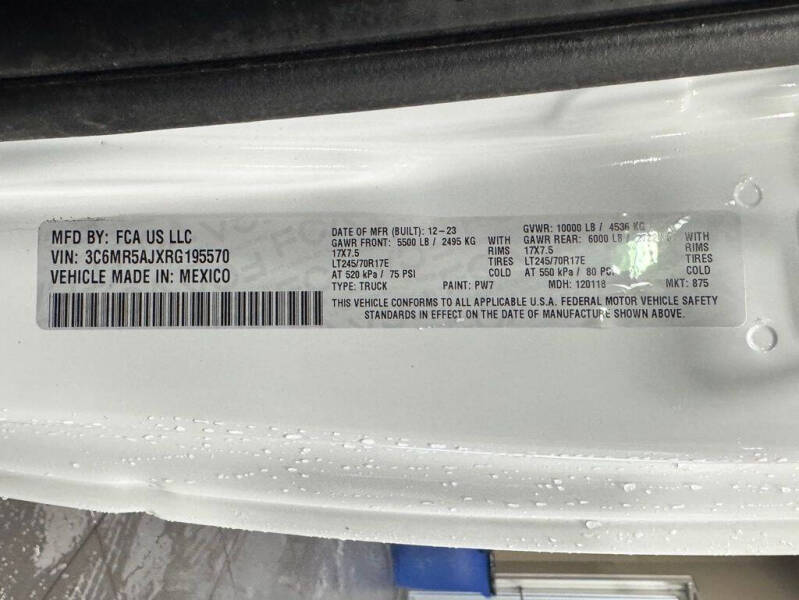 MFD BY: FCA US LLC
VIN: 3C6MR5AJXRG195570
VEHICLE MADE IN: MEXICO
DATE OF MFR (BUILT): 12-23
GAWR FRONT: 5500 LB / 2495 KG WITH
17X7.5 RIMS
LT245/70R17E TIRES
AT 520 kPa / 75 PSI COLD
TYPE: TRUCK PAINT: PW7
GVWR: 10000 LB / 4536 KG
GAWR REAR: 6000 LB / KG WITH
17X7.5 RIMS
LT245/70R17E TIRES
AT 550 kPa / 80 PSI COLD
MDH: 120118 MKT: 875
THIS VEHICLE CONFORMS TO ALL APPLICABLE U.S.A. FEDERAL MOTOR VEHICLE SAFETY
STANDARDS IN EFFECT ON THE DATE OF MANUFACTURE SHOWN ABOVE.